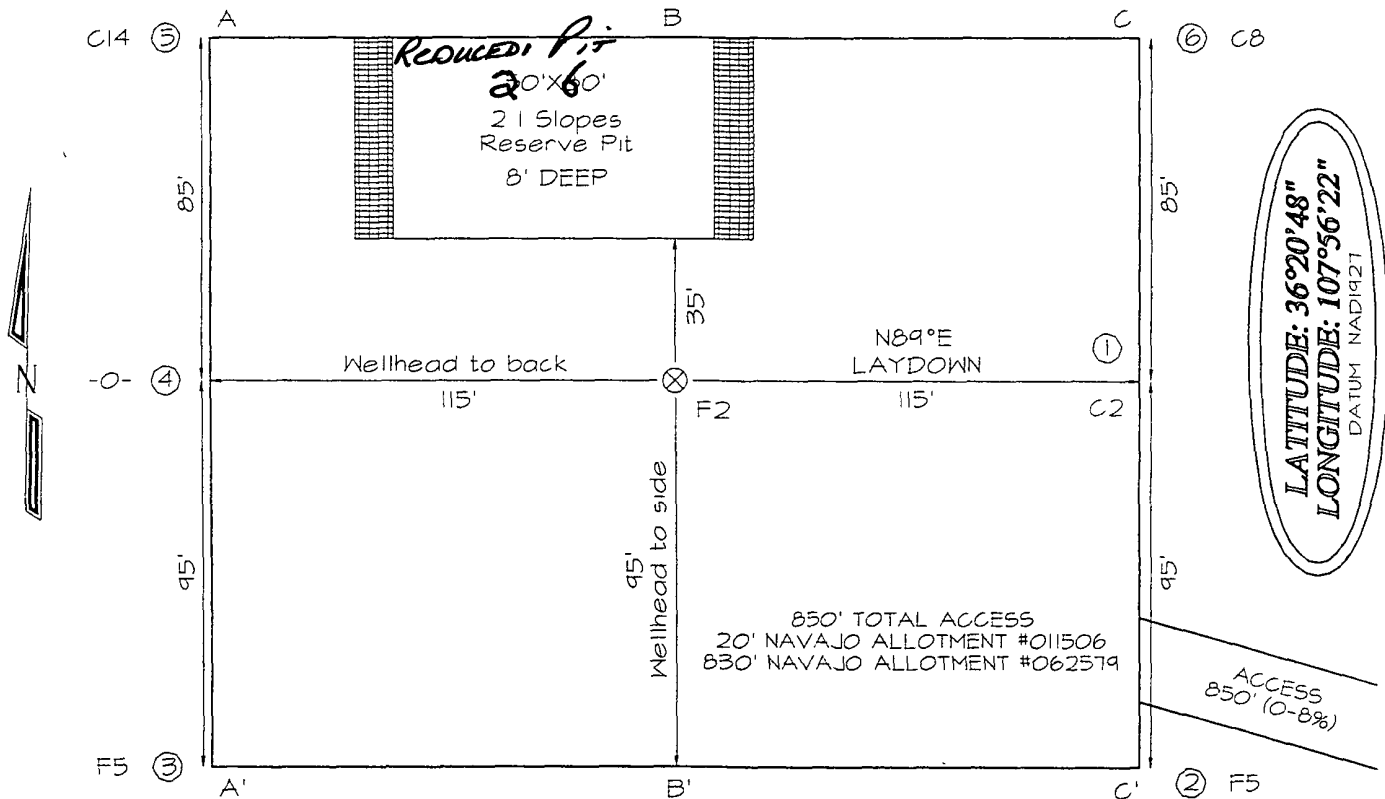 A B C
C14 ⑤ ⑥ C8
REDUCED! Pit
20'X60'
2 1 Slopes
Reserve Pit
8' DEEP
85' 85'
35'
N89°E
LAYDOWN
①
Wellhead to back
-0- ④
115' 115'
F2 C2
N
LATITUDE: 36°20'48"
LONGITUDE: 107°56'22"
DATUM NAD1927
95' 95' 95'
Wellhead to side
850' TOTAL ACCESS
20' NAVAJO ALLOTMENT #011506
830' NAVAJO ALLOTMENT #062579
ACCESS
850' (0-8%)
F5 ③ ② F5
A' B' C'